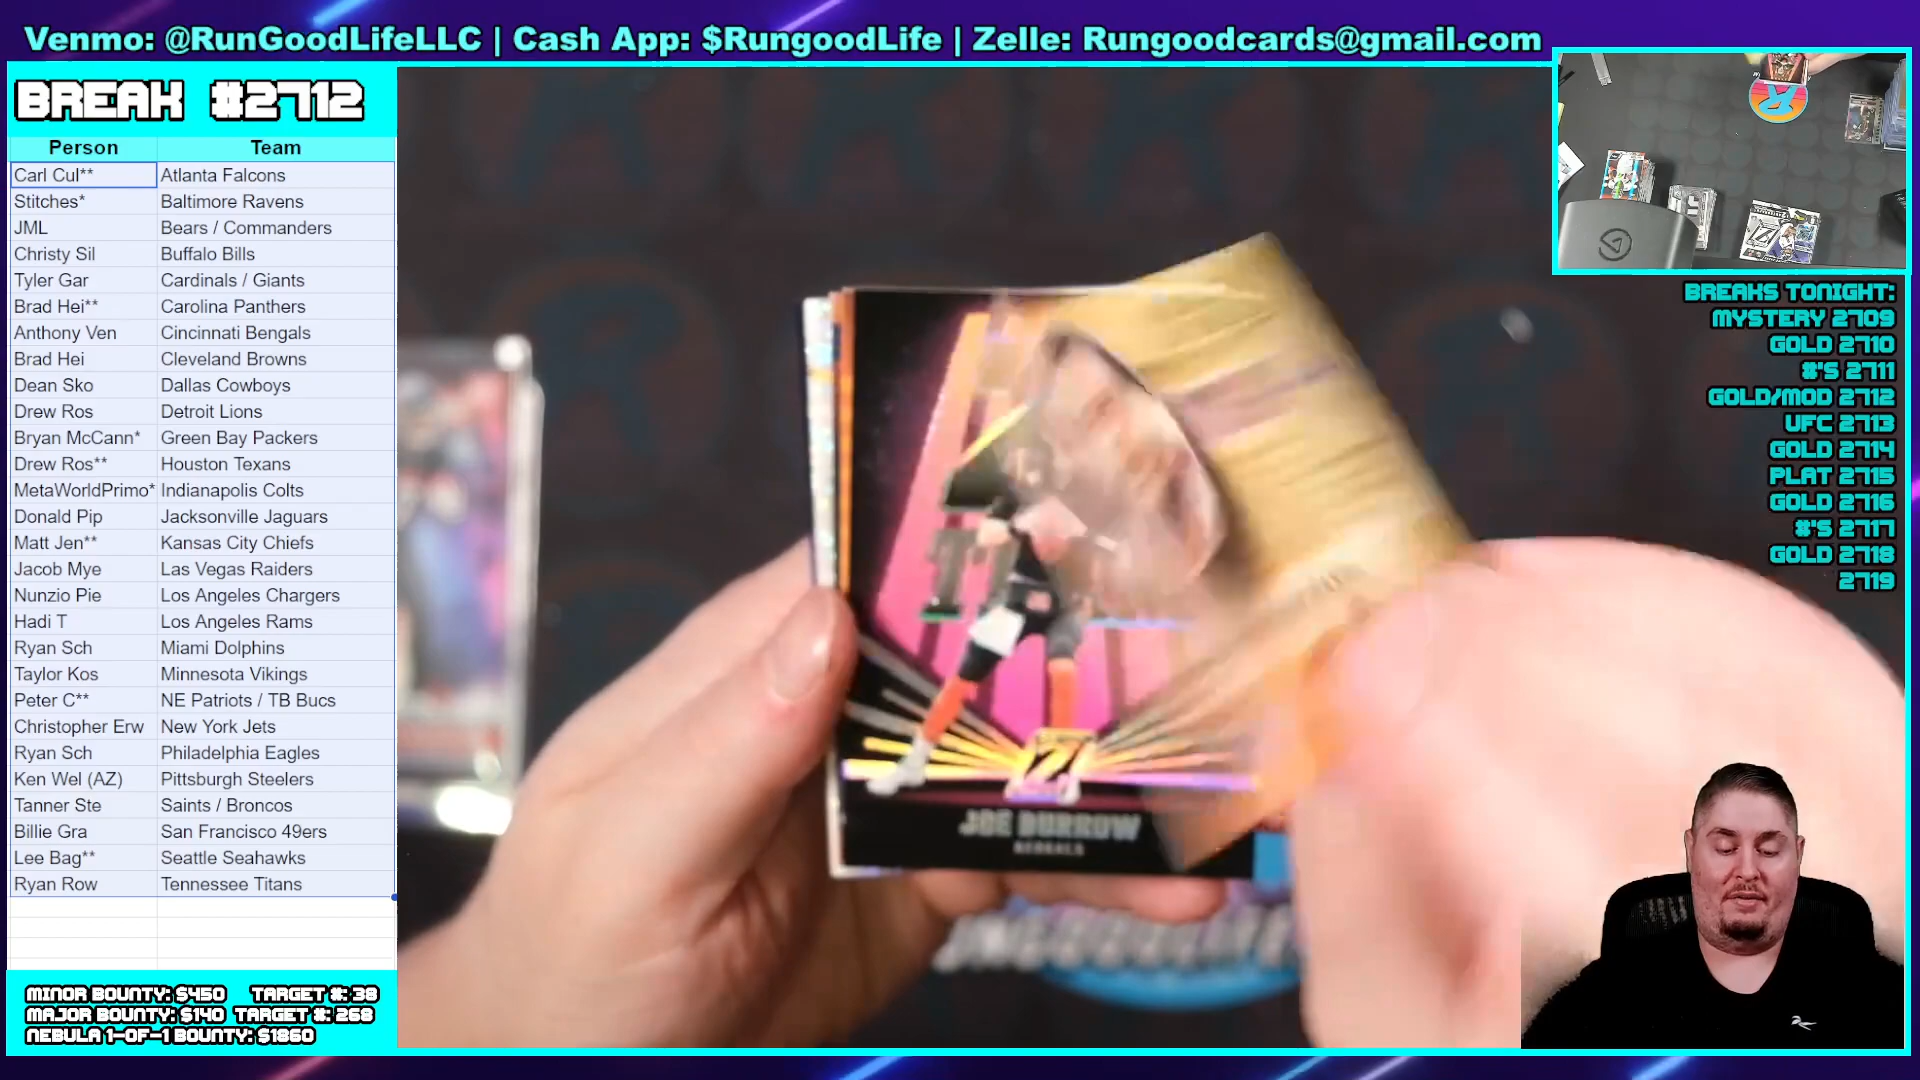 Venmo: @RunGoodLifeLLC | Cash App: $RungoodLife | Zelle: Rungoodcards@gmail.com
BREAK #2712
Person Team
Carl Cul** Atlanta Falcons
Stitches* Baltimore Ravens
JML Bears / Commanders
Christy Sil Buffalo Bills
Tyler Gar Cardinals / Giants
Brad Hei** Carolina Panthers
Anthony Ven Cincinnati Bengals
Brad Hei Cleveland Browns
Dean Sko Dallas Cowboys
Drew Ros Detroit Lions
Bryan McCann* Green Bay Packers
Drew Ros** Houston Texans
MetaWorldPrimo* Indianapolis Colts
Donald Pip Jacksonville Jaguars
Matt Jen** Kansas City Chiefs
Jacob Mye Las Vegas Raiders
Nunzio Pie Los Angeles Chargers
Hadi T Los Angeles Rams
Ryan Sch Miami Dolphins
Taylor Kos Minnesota Vikings
Peter C** NE Patriots / TB Bucs
Christopher Erw New York Jets
Ryan Sch Philadelphia Eagles
Ken Wel (AZ) Pittsburgh Steelers
Tanner Ste Saints / Broncos
Billie Gra San Francisco 49ers
Lee Bag** Seattle Seahawks
Ryan Row Tennessee Titans
MINOR BOUNTY: $450 TARGET #: 38
MAJOR BOUNTY: $140 TARGET #: 268
NEBULA 1-OF-1 BOUNTY: $1860
JOE BURROW
BENGALS
BREAKS TONIGHT:
MYSTERY 2709
GOLD 2710
#'S 2711
GOLD/MOD 2712
UFC 2713
GOLD 2714
PLAT 2715
GOLD 2716
#'S 2717
GOLD 2718
2719